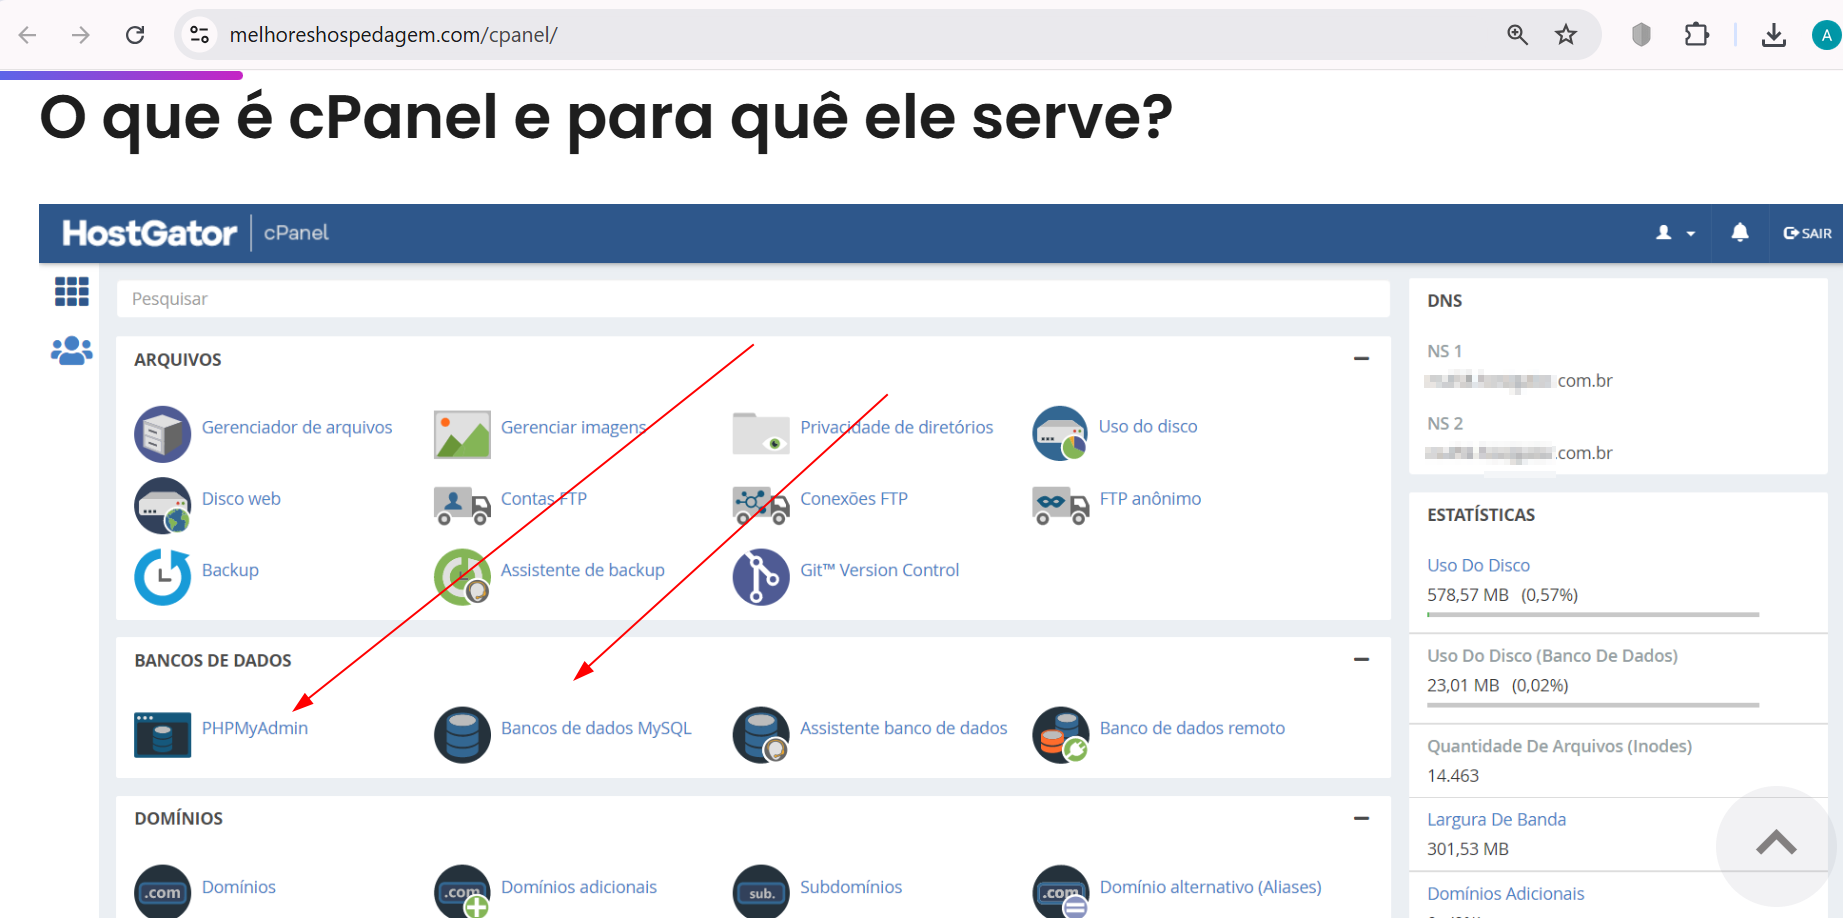 melhoreshospedagem.com/cpanel/
A
O que é cPanel e para quê ele serve?
HostGator cPanel
SAIR
Pesquisar
ARQUIVOS
Gerenciador de arquivos
Gerenciar imagens
Privacidade de diretórios
Uso do disco
Disco web
Contas FTP
Conexões FTP
FTP anônimo
Backup
Assistente de backup
Git™ Version Control
BANCOS DE DADOS
PHPMyAdmin
Bancos de dados MySQL
Assistente banco de dados
Banco de dados remoto
DOMÍNIOS
.com
Domínios
.com
Domínios adicionais
sub.
Subdomínios
.com
Domínio alternativo (Aliases)
DNS
NS 1
.com.br
NS 2
.com.br
ESTATÍSTICAS
Uso Do Disco
578,57 MB (0,57%)
Uso Do Disco (Banco De Dados)
23,01 MB (0,02%)
Quantidade De Arquivos (Inodes)
14.463
Largura De Banda
301,53 MB
Domínios Adicionais